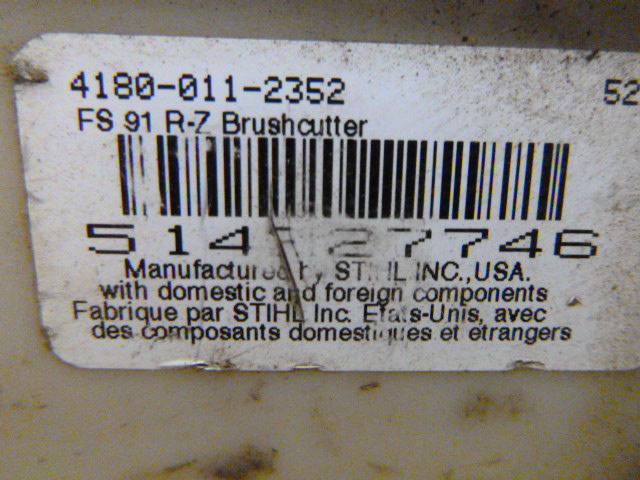 4180-011-2352 52
FS 91 R-Z Brushcutter
Manufactured by STIHL INC., USA.
with domestic and foreign components
Fabrique par STIHL Inc. Etats-Unis, avec
des composants domestiques et etrangers